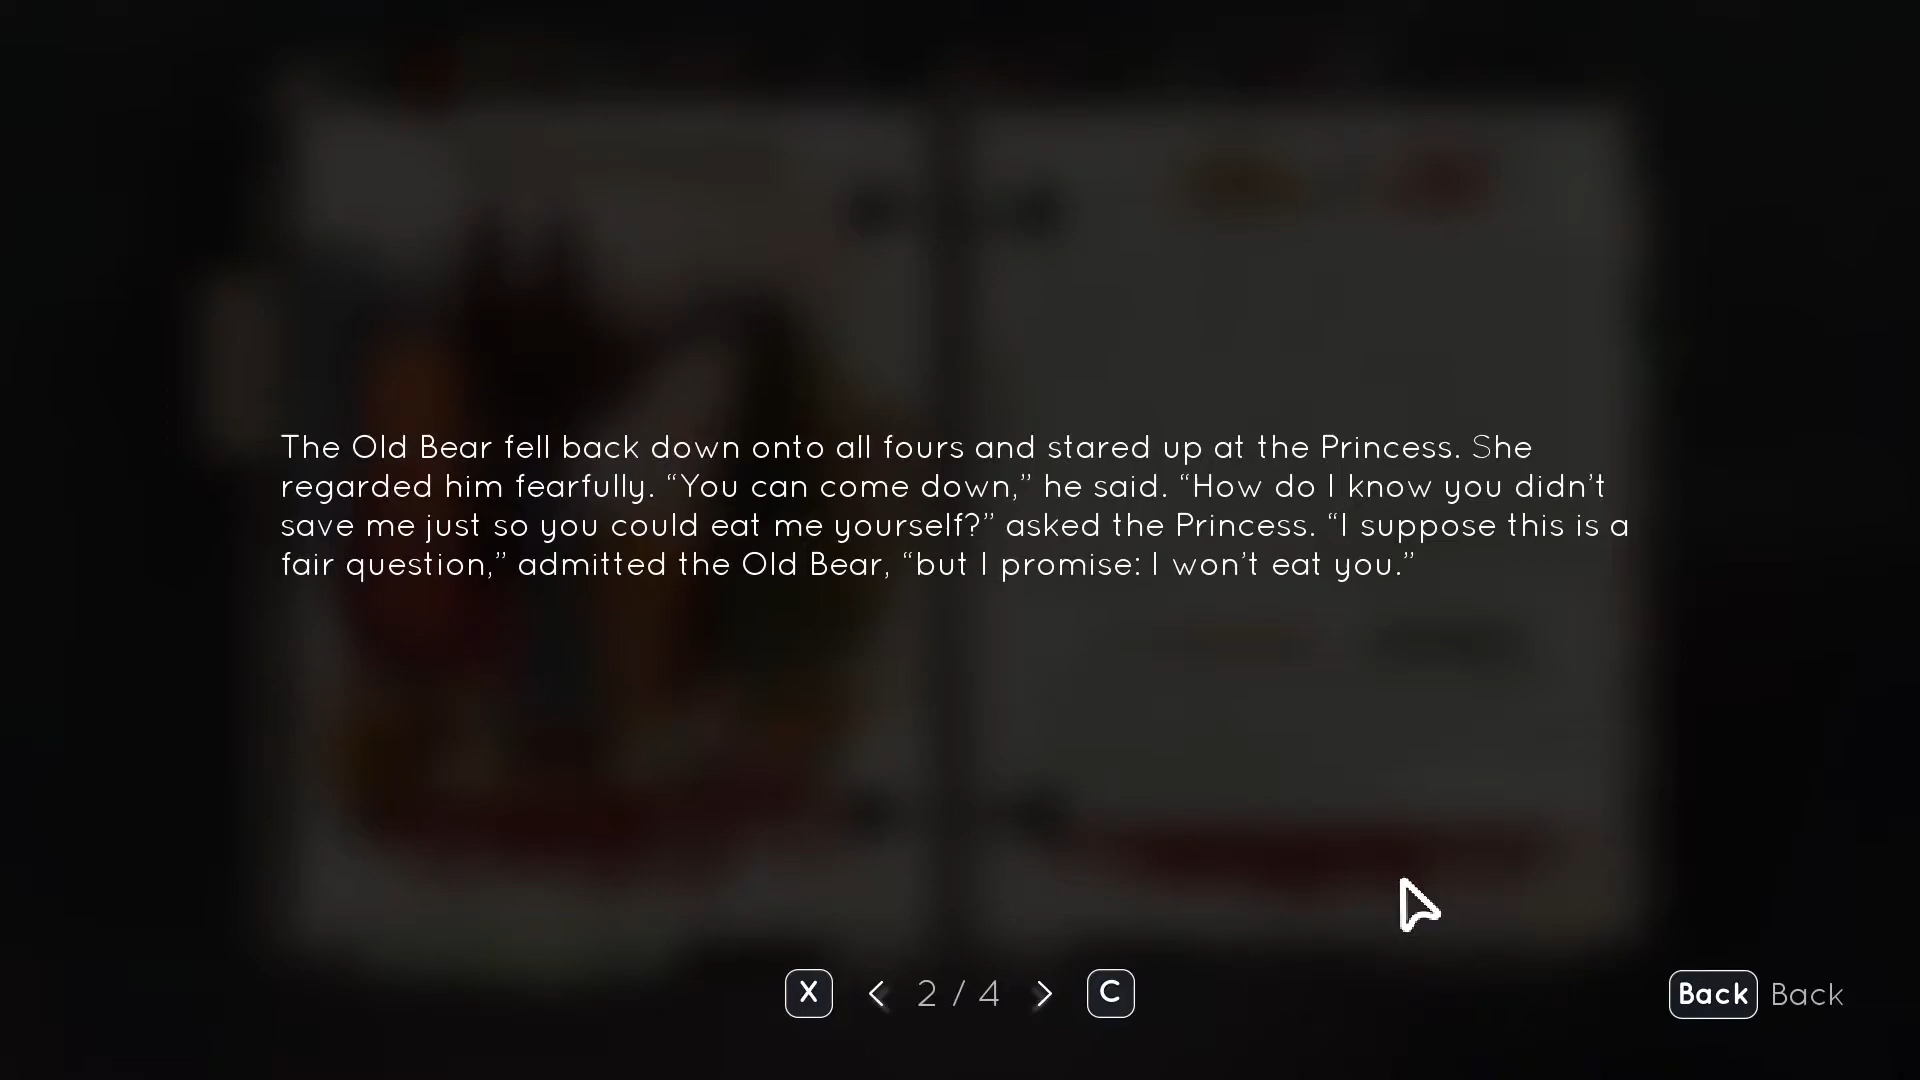 The Old Bear fell back down onto all fours and stared up at the Princess. She
regarded him fearfully. “You can come down,” he said. “How do I know you didn’t
save me just so you could eat me yourself?” asked the Princess. “I suppose this is a
fair question,” admitted the Old Bear, “but I promise: I won’t eat you.”
X < 2 / 4 > C
Back Back